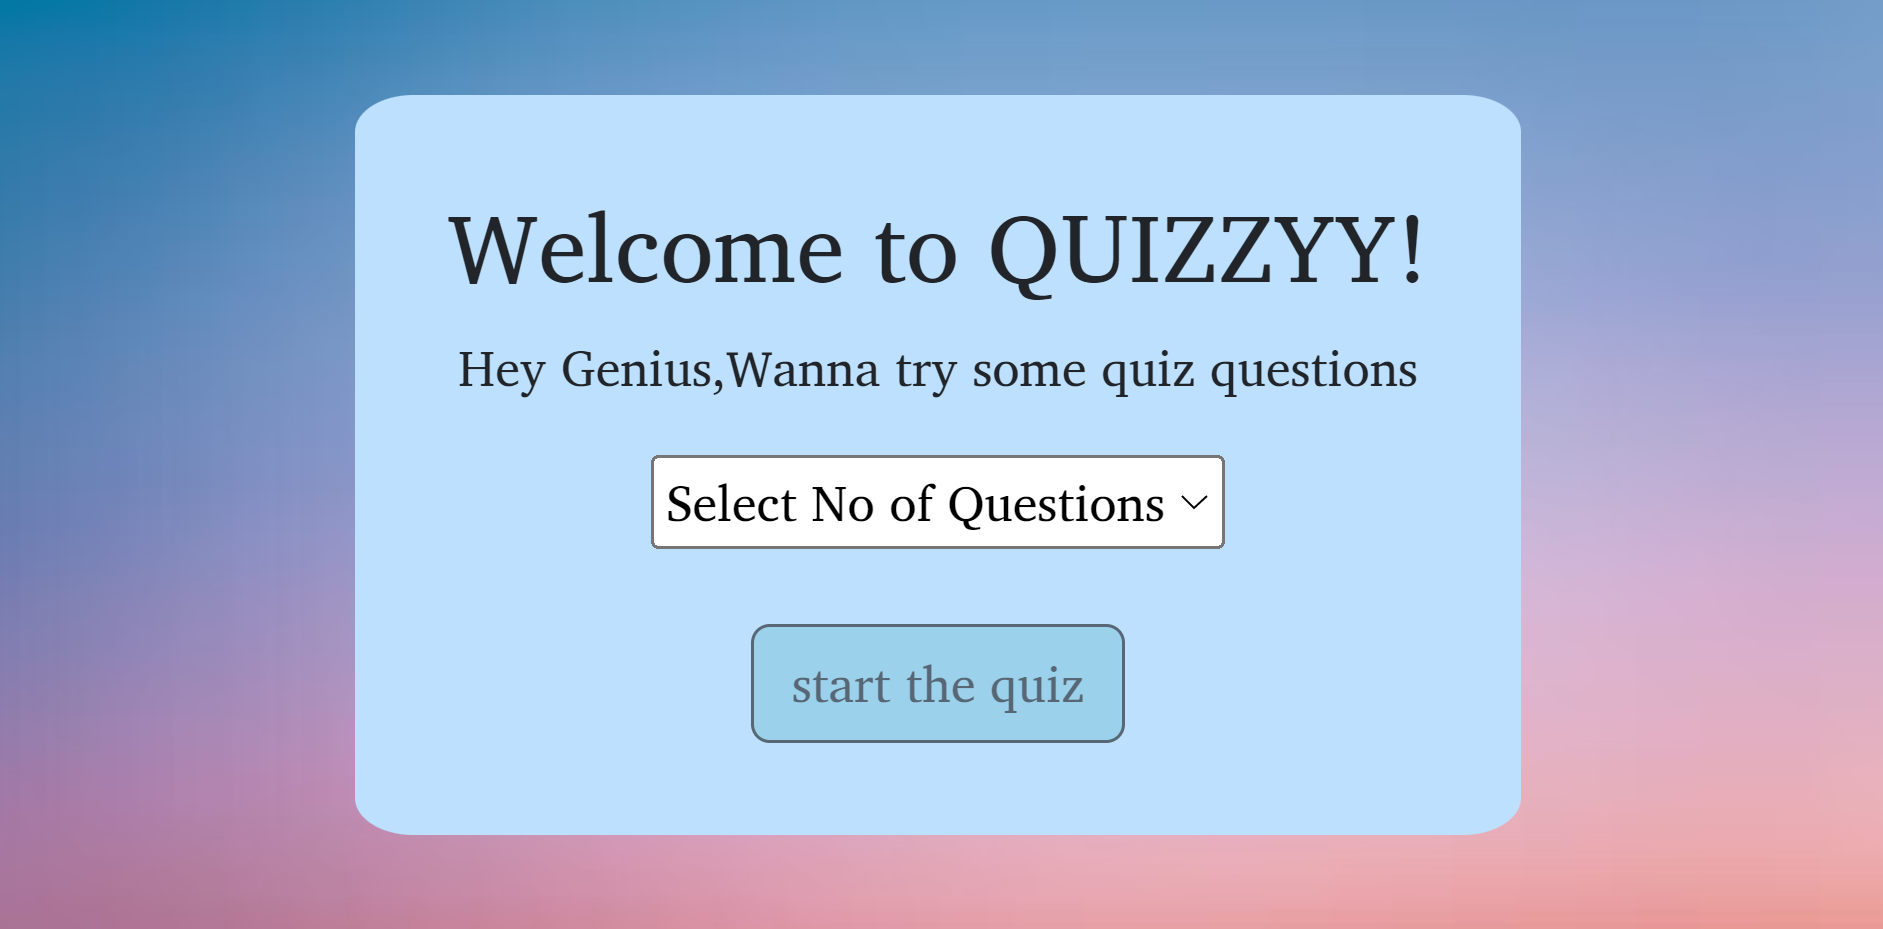 Welcome to QUIZZYY!
Hey Genius,Wanna try some quiz questions
Select No of Questions
start the quiz